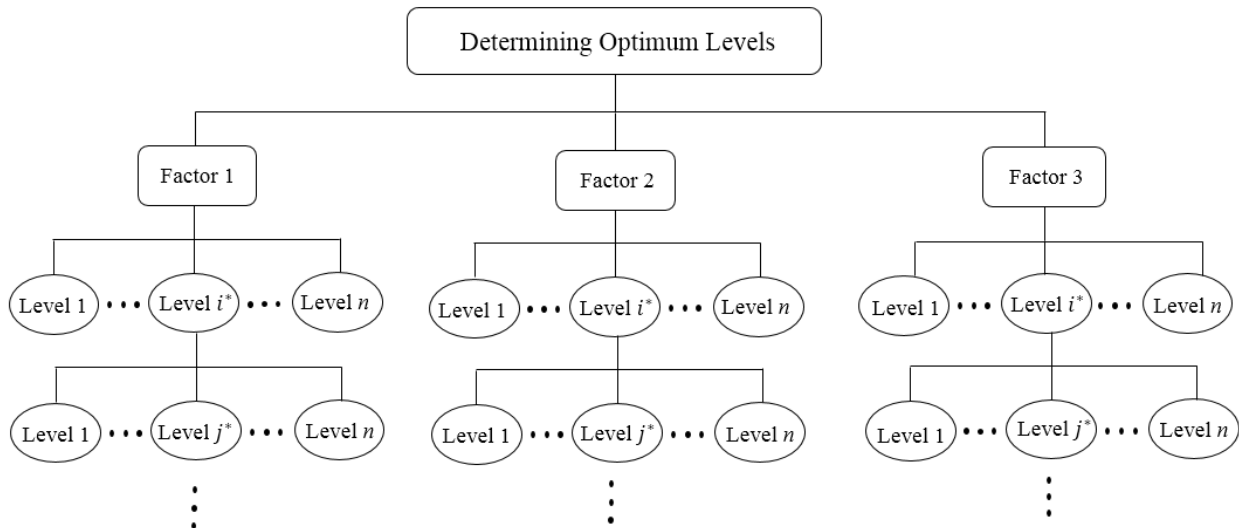 Determining Optimum Levels
Factor 1
Factor 2
Factor 3
Level 1 ••• Level i* ••• Level n
Level 1 ••• Level i* ••• Level n
Level 1 ••• Level i* ••• Level n
Level 1 ••• Level j* ••• Level n
Level 1 ••• Level j* ••• Level n
Level 1 ••• Level j* ••• Level n